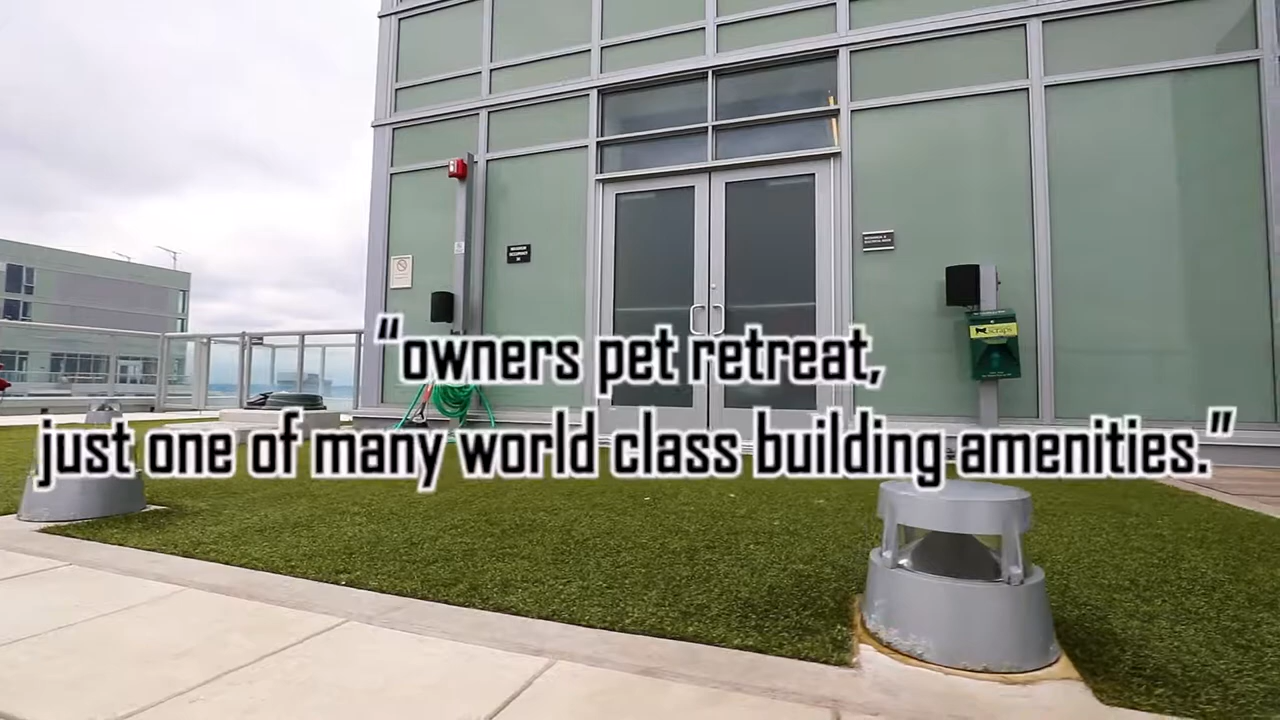 “owners pet retreat,
just one of many world class building amenities.”